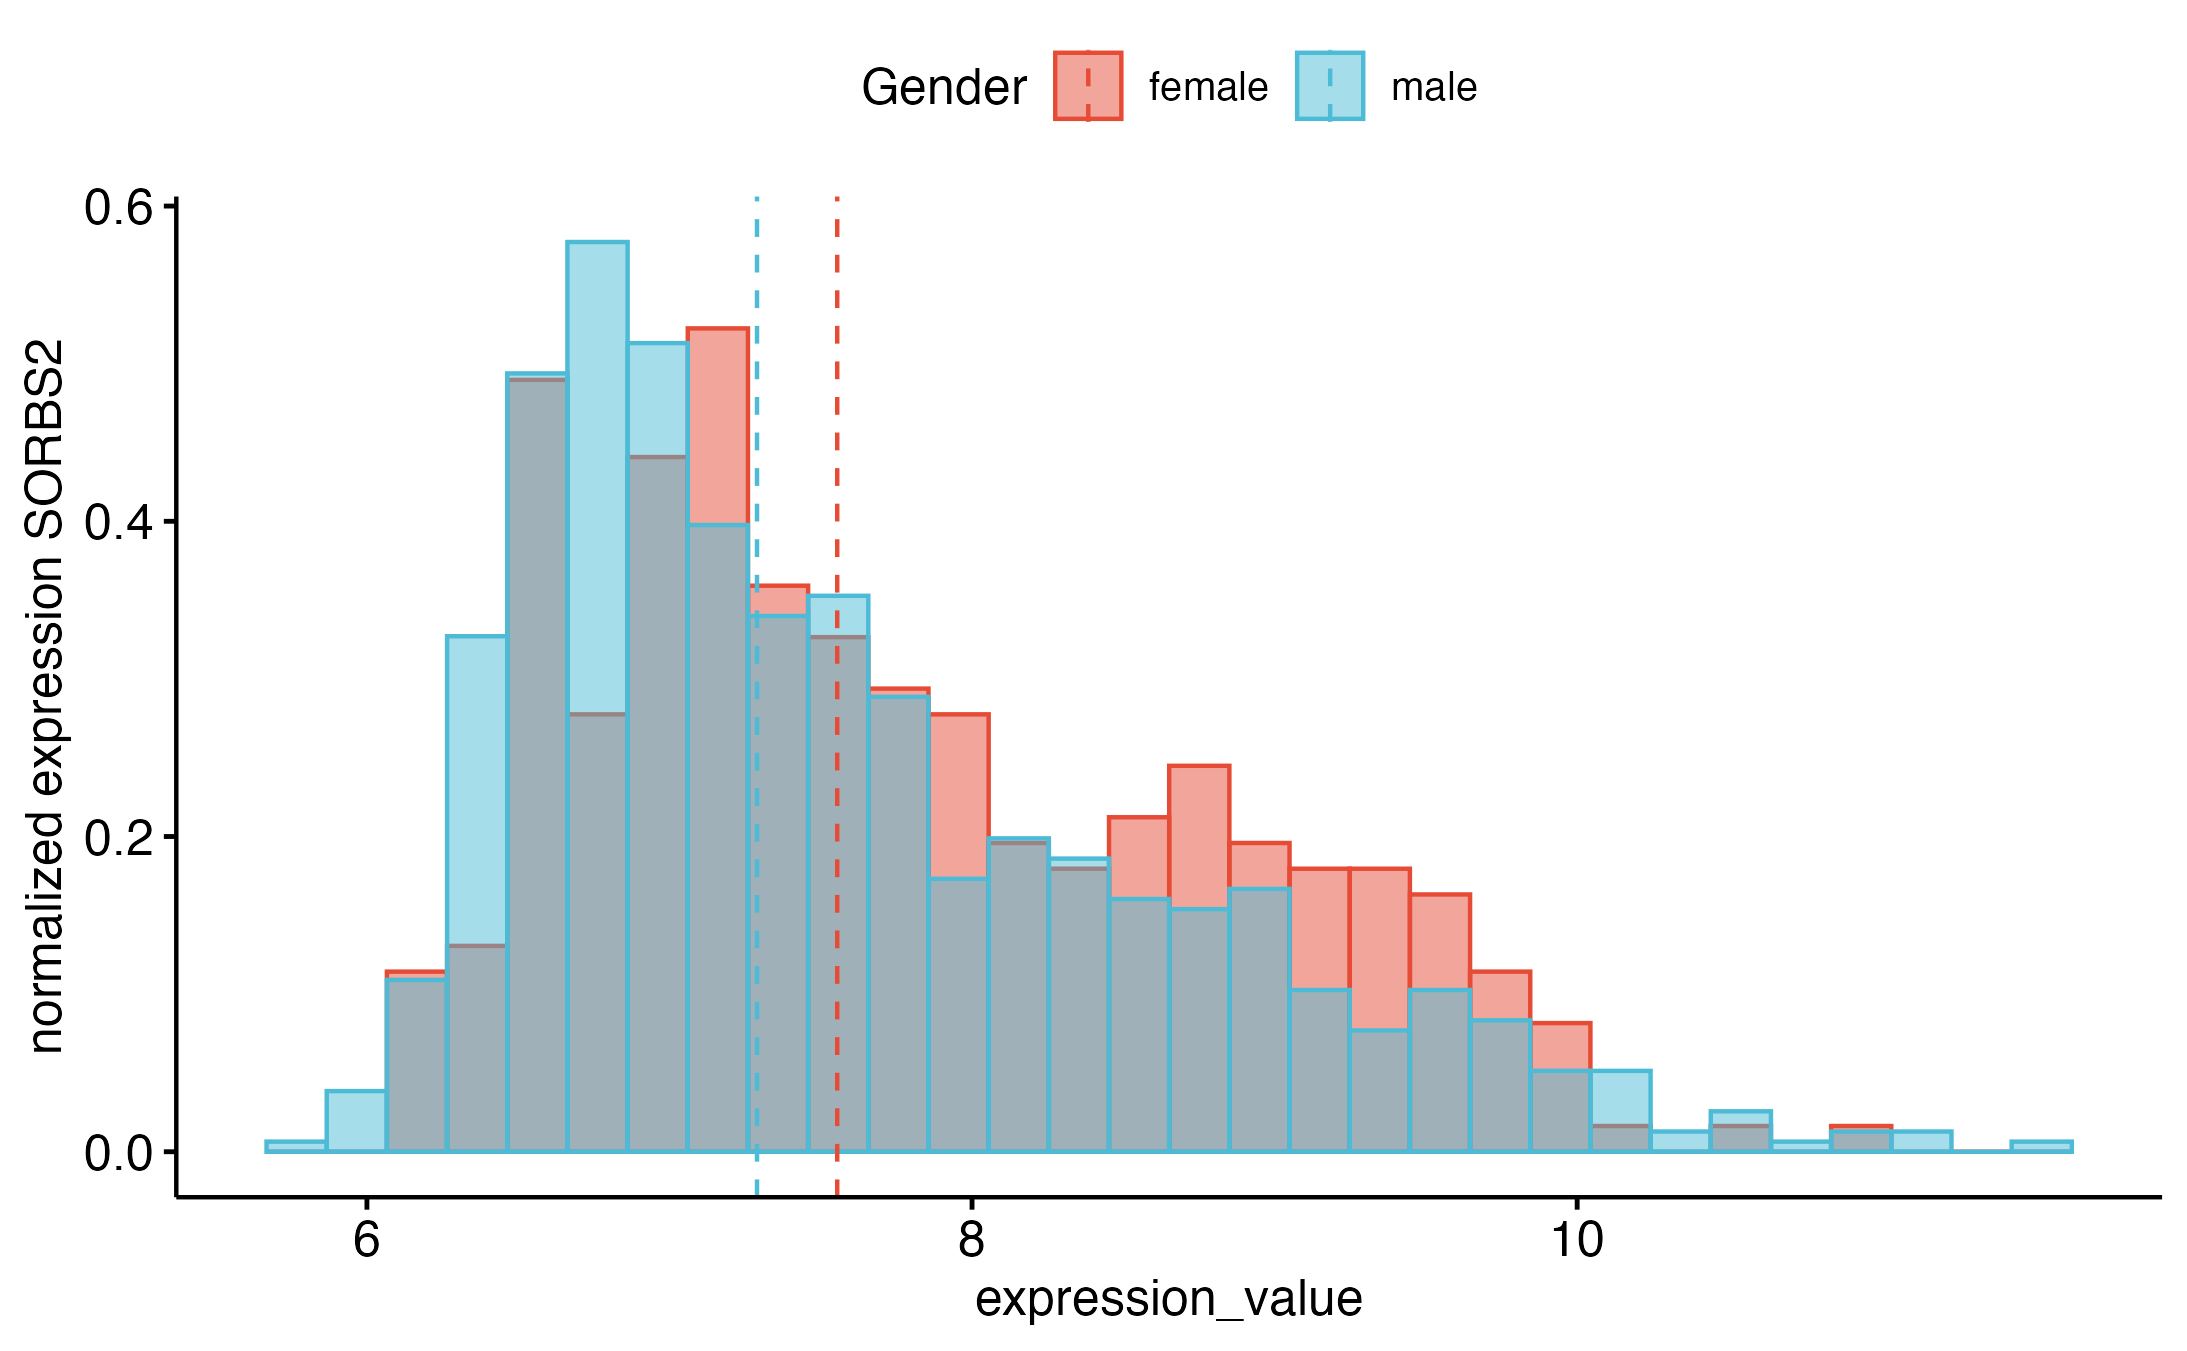 Gender female male
normalized expression SORBS2
0.6
0.4
0.2
0.0
6 8 10
expression_value